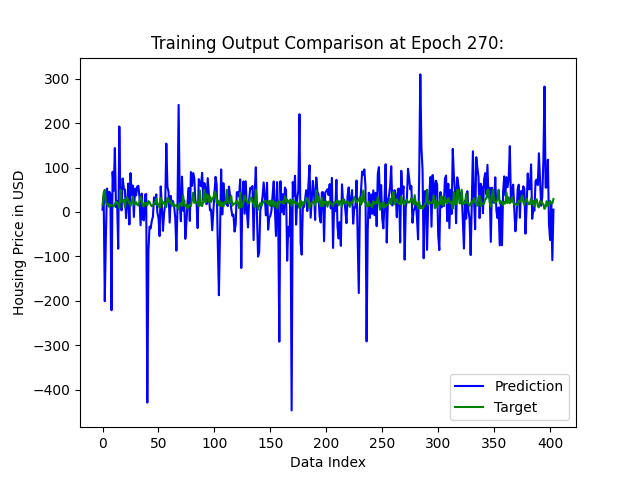 Training Output Comparison at Epoch 270:
Housing Price in USD
300
200
100
0
−100
−200
−300
−400
0 50 100 150 200 250 300 350 400
Data Index
Prediction
Target